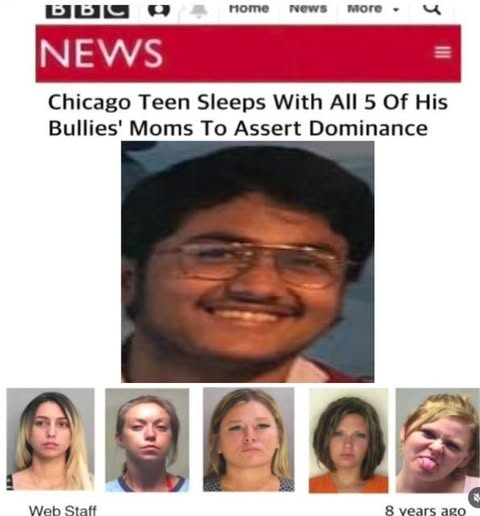 BBC Home News More
NEWS
Chicago Teen Sleeps With All 5 Of His
Bullies' Moms To Assert Dominance
Web Staff 8 years ago